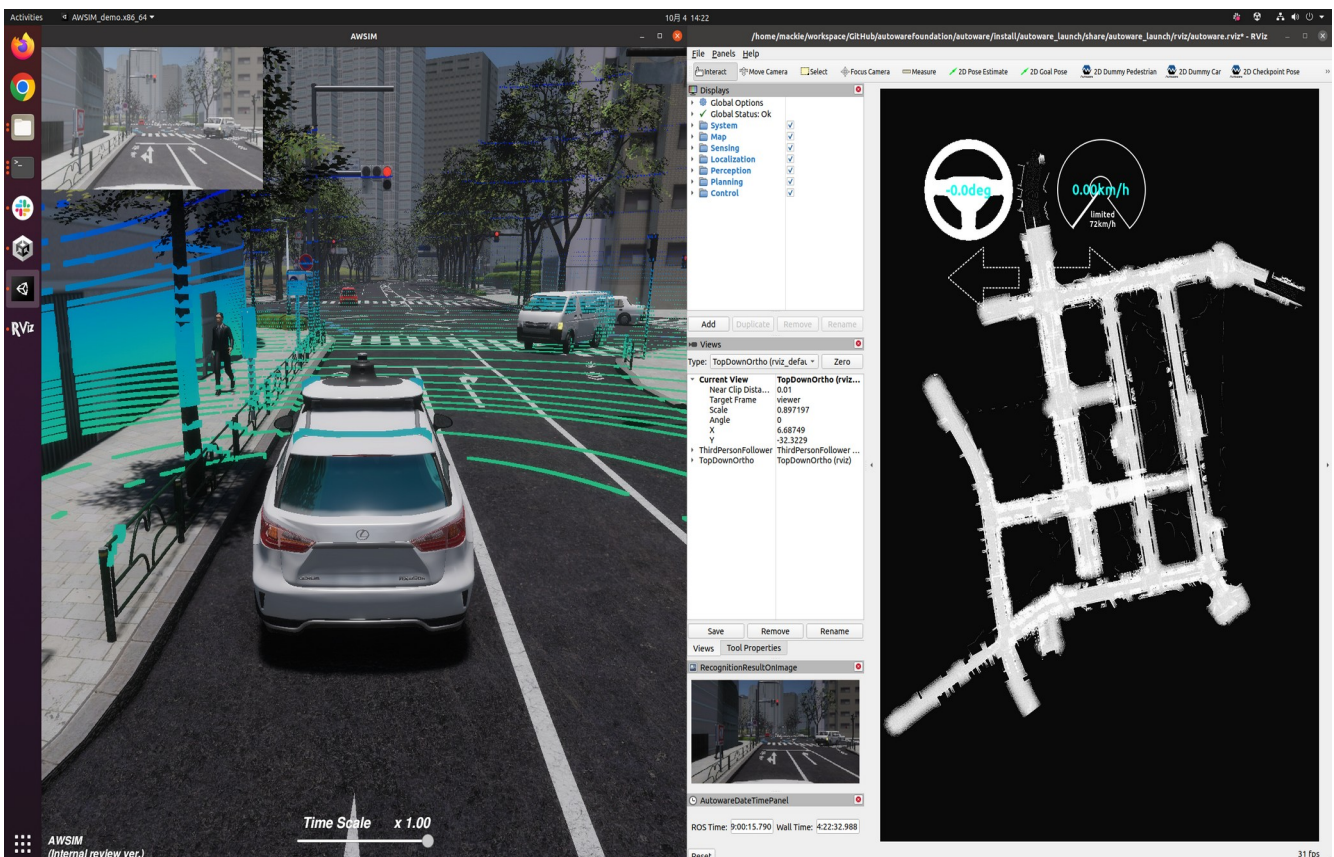 Activities
AWSIM_demo.x86_64
10月 4 14:22
AWSIM
/home/mackie/workspace/GitHub/autowarefoundation/autoware/install/autoware_launch/share/autoware_launch/rviz/autoware.rviz* - RViz
File Panels Help
Interact Move Camera Select Focus Camera Measure 2D Pose Estimate 2D Goal Pose 2D Dummy Pedestrian 2D Dummy Car 2D Checkpoint Pose
Displays
Global Options
Global Status: Ok
System
Map
Sensing
Localization
Perception
Planning
Control
Add Duplicate Remove Rename
Views
Type: TopDownOrtho (rviz_defau Zero
Current View TopDownOrtho (rviz...
Near Clip Dista... 0.01
Target Frame viewer
Scale 0.897197
Angle 0
X 6.68749
Y -32.3229
ThirdPersonFollower ThirdPersonFollower ...
TopDownOrtho TopDownOrtho (rviz)
Save Remove Rename
Views Tool Properties
RecognitionResultOnImage
AutowareDateTimePanel
ROS Time: 9:00:15.790 Wall Time: 4:22:32.988
Reset
31 fps
-0.0deg
0.00km/h
limited
72km/h
RViz
Time Scale x 1.00
AWSIM
(Internal review ver.)